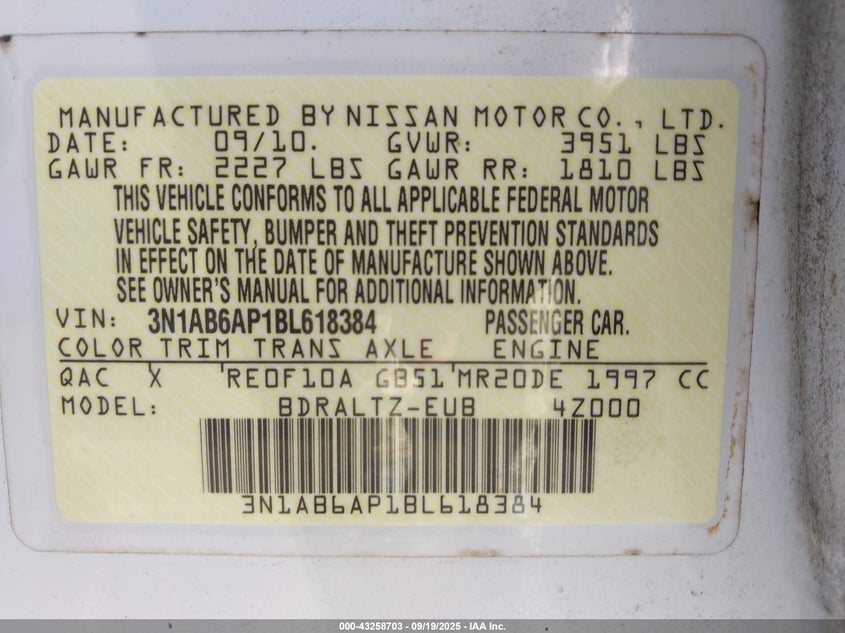 MANUFACTURED BY NISSAN MOTOR CO., LTD.
DATE: 09/10. GVWR: 3951 LBS
GAWR FR: 2227 LBS GAWR RR: 1810 LBS
THIS VEHICLE CONFORMS TO ALL APPLICABLE FEDERAL MOTOR
VEHICLE SAFETY, BUMPER AND THEFT PREVENTION STANDARDS
IN EFFECT ON THE DATE OF MANUFACTURE SHOWN ABOVE.
SEE OWNER'S MANUAL FOR ADDITIONAL INFORMATION.
VIN: 3N1AB6AP1BL618384 PASSENGER CAR.
COLOR TRIM TRANS AXLE ENGINE
QAC X 'RE0F10A GB51'MR20DE 1997 CC
MODEL: BDRALTZ-EUB 4Z000
3N1AB6AP1BL618384
000-43258703 - 09/19/2025 - IAA Inc.